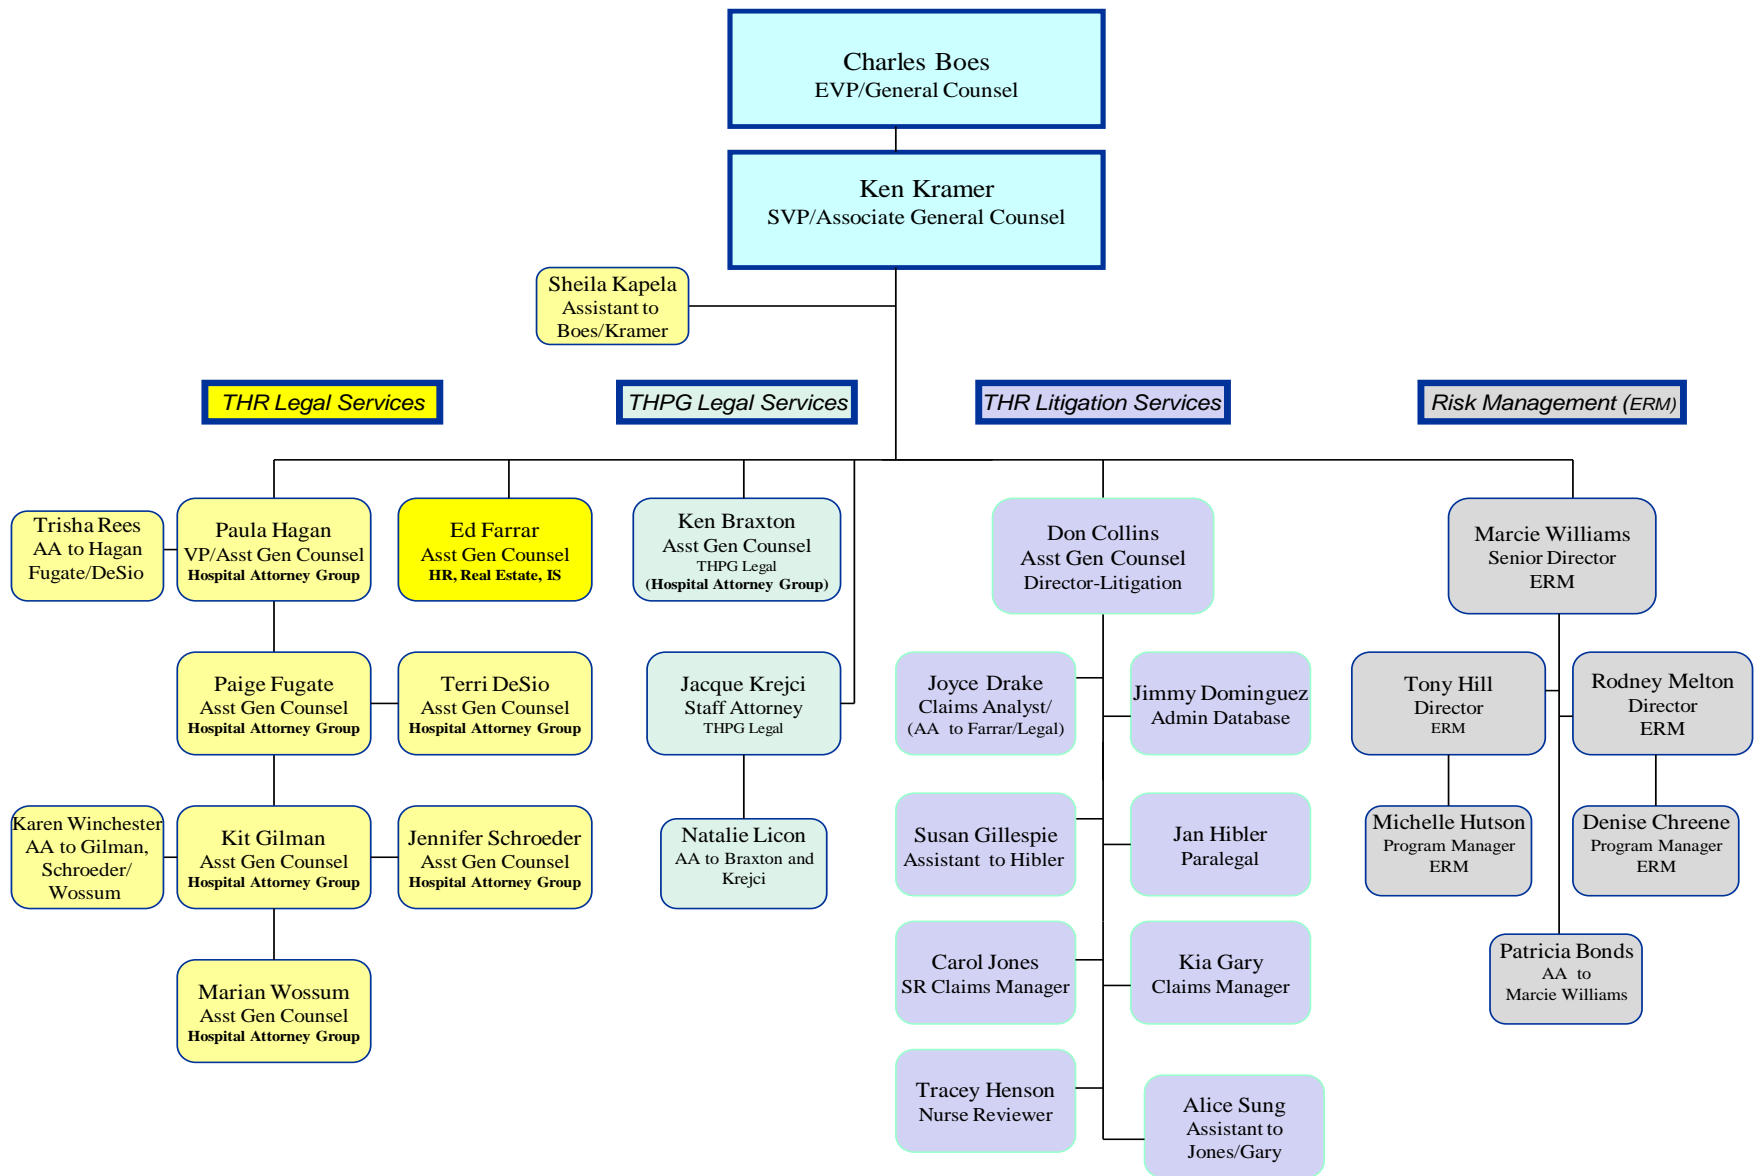 Charles Boes
EVP/General Counsel
Ken Kramer
SVP/Associate General Counsel
Sheila Kapela
Assistant to
Boes/Kramer
THR Legal Services
THPG Legal Services
THR Litigation Services
Risk Management (ERM)
Trisha Rees
AA to Hagan
Fugate/DeSio
Paula Hagan
VP/Asst Gen Counsel
Hospital Attorney Group
Ed Farrar
Asst Gen Counsel
HR, Real Estate, IS
Ken Braxton
Asst Gen Counsel
THPG Legal
(Hospital Attorney Group)
Don Collins
Asst Gen Counsel
Director-Litigation
Marcie Williams
Senior Director
ERM
Paige Fugate
Asst Gen Counsel
Hospital Attorney Group
Terri DeSio
Asst Gen Counsel
Hospital Attorney Group
Jacque Krejci
Staff Attorney
THPG Legal
Joyce Drake
Claims Analyst/
(AA to Farrar/Legal)
Jimmy Dominguez
Admin Database
Tony Hill
Director
ERM
Rodney Melton
Director
ERM
Karen Winchester
AA to Gilman,
Schroeder/
Wossum
Kit Gilman
Asst Gen Counsel
Hospital Attorney Group
Jennifer Schroeder
Asst Gen Counsel
Hospital Attorney Group
Natalie Licon
AA to Braxton and
Krejci
Susan Gillespie
Assistant to Hibler
Jan Hibler
Paralegal
Michelle Hutson
Program Manager
ERM
Denise Chreene
Program Manager
ERM
Marian Wossum
Asst Gen Counsel
Hospital Attorney Group
Carol Jones
SR Claims Manager
Kia Gary
Claims Manager
Patricia Bonds
AA to
Marcie Williams
Tracey Henson
Nurse Reviewer
Alice Sung
Assistant to
Jones/Gary